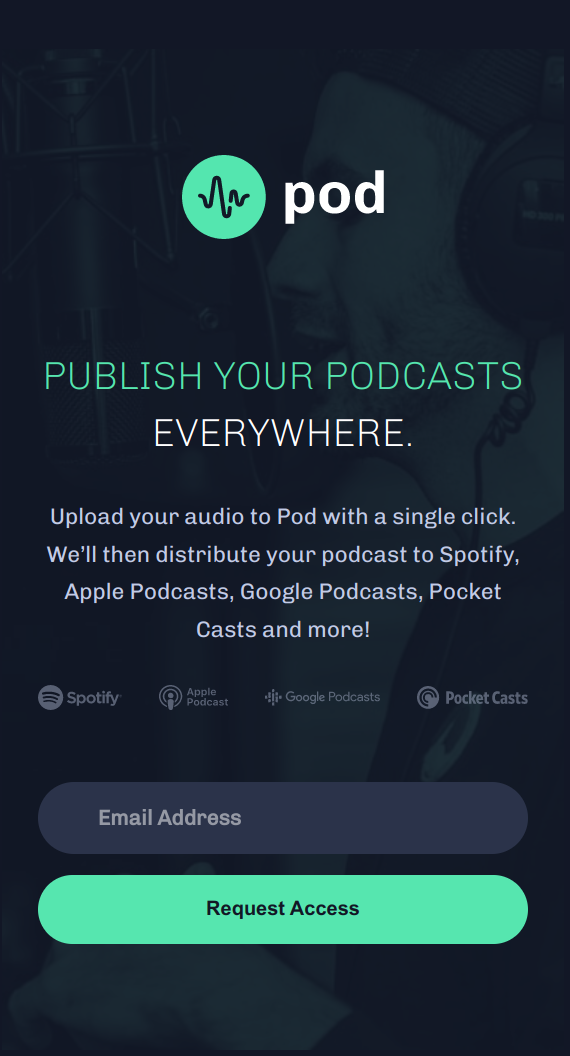 pod
PUBLISH YOUR PODCASTS
EVERYWHERE.
Upload your audio to Pod with a single click.
We’ll then distribute your podcast to Spotify,
Apple Podcasts, Google Podcasts, Pocket
Casts and more!
Spotify
Apple
Podcast
Google Podcasts
Pocket Casts
Email Address
Request Access